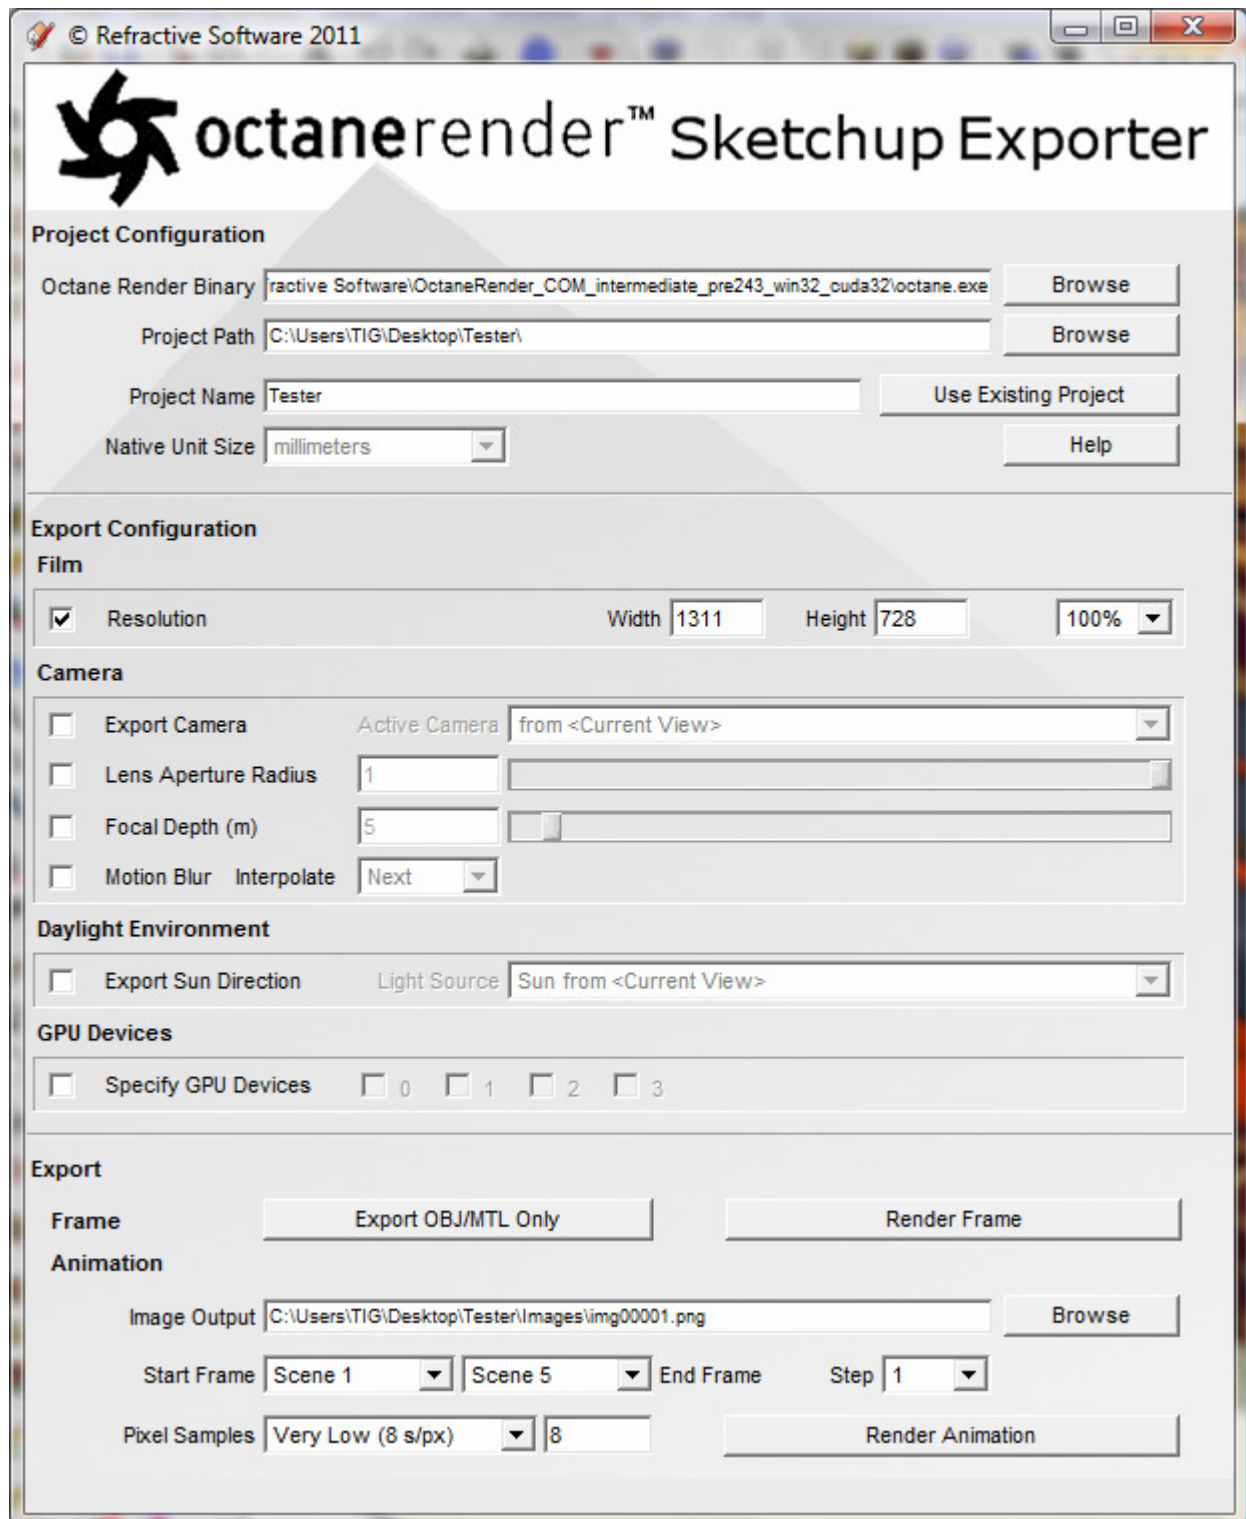 © Refractive Software 2011
octanerender™ Sketchup Exporter
Project Configuration
Octane Render Binary ractive Software\OctaneRender_COM_intermediate_pre243_win32_cuda32\octane.exe Browse
Project Path C:\Users\TIG\Desktop\Tester\ Browse
Project Name Tester Use Existing Project
Native Unit Size millimeters Help
Export Configuration
Film
Resolution Width 1311 Height 728 100%
Camera
Export Camera Active Camera from <Current View>
Lens Aperture Radius 1
Focal Depth (m) 5
Motion Blur Interpolate Next
Daylight Environment
Export Sun Direction Light Source Sun from <Current View>
GPU Devices
Specify GPU Devices 0 1 2 3
Export
Frame Export OBJ/MTL Only Render Frame
Animation
Image Output C:\Users\TIG\Desktop\Tester\Images\img00001.png Browse
Start Frame Scene 1 Scene 5 End Frame Step 1
Pixel Samples Very Low (8 s/px) 8 Render Animation